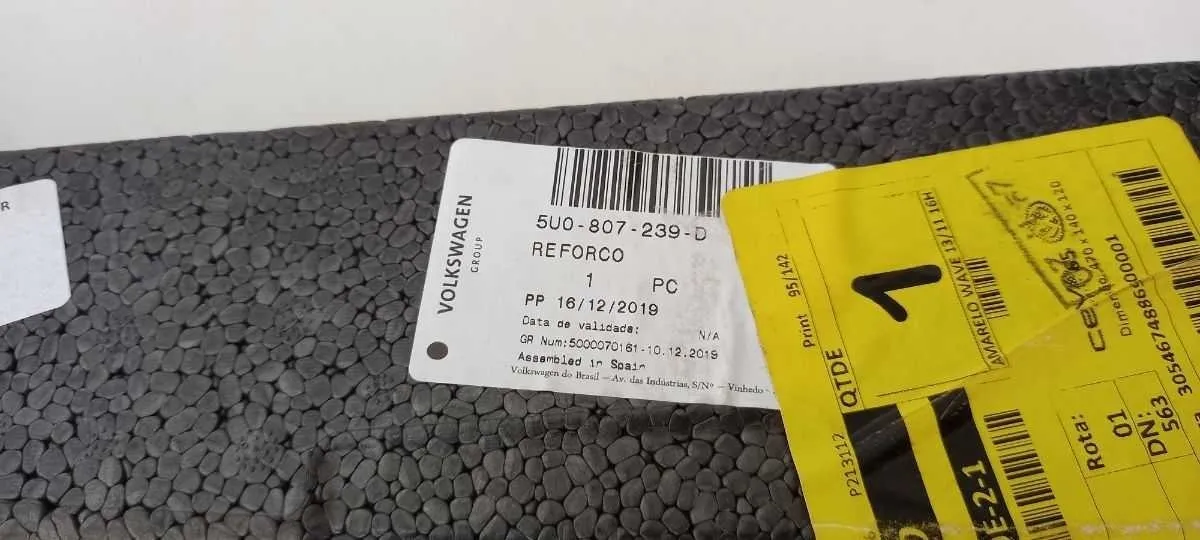 R
VOLKSWAGEN
GROUP
5U0-807-239-D
REFORCO
1 PC
PP 16/12/2019
Data de validade: N/A
GR Num:5000070161-10.12.2019
Assembled in Spain
Volkswagen do Brasil – Av. das Indústrias, S/Nº – Vinhedo -
Print 95/142
QTDE
1
AMARELO WAVE 13/11 16H
P213112
Rota:
01
DN:
563